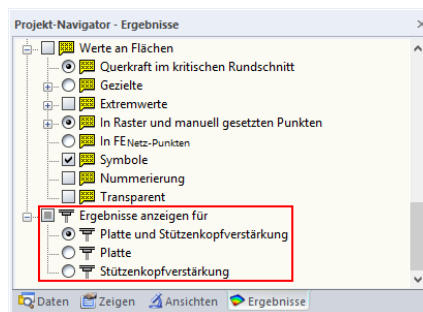 Projekt-Navigator - Ergebnisse
Werte an Flächen
Querkraft im kritischen Rundschnitt
Gezielte
Extremwerte
In Raster und manuell gesetzten Punkten
In FENetz-Punkten
Symbole
Nummerierung
Transparent
Ergebnisse anzeigen für
Platte und Stützenkopfverstärkung
Platte
Stützenkopfverstärkung
Daten Zeigen Ansichten Ergebnisse